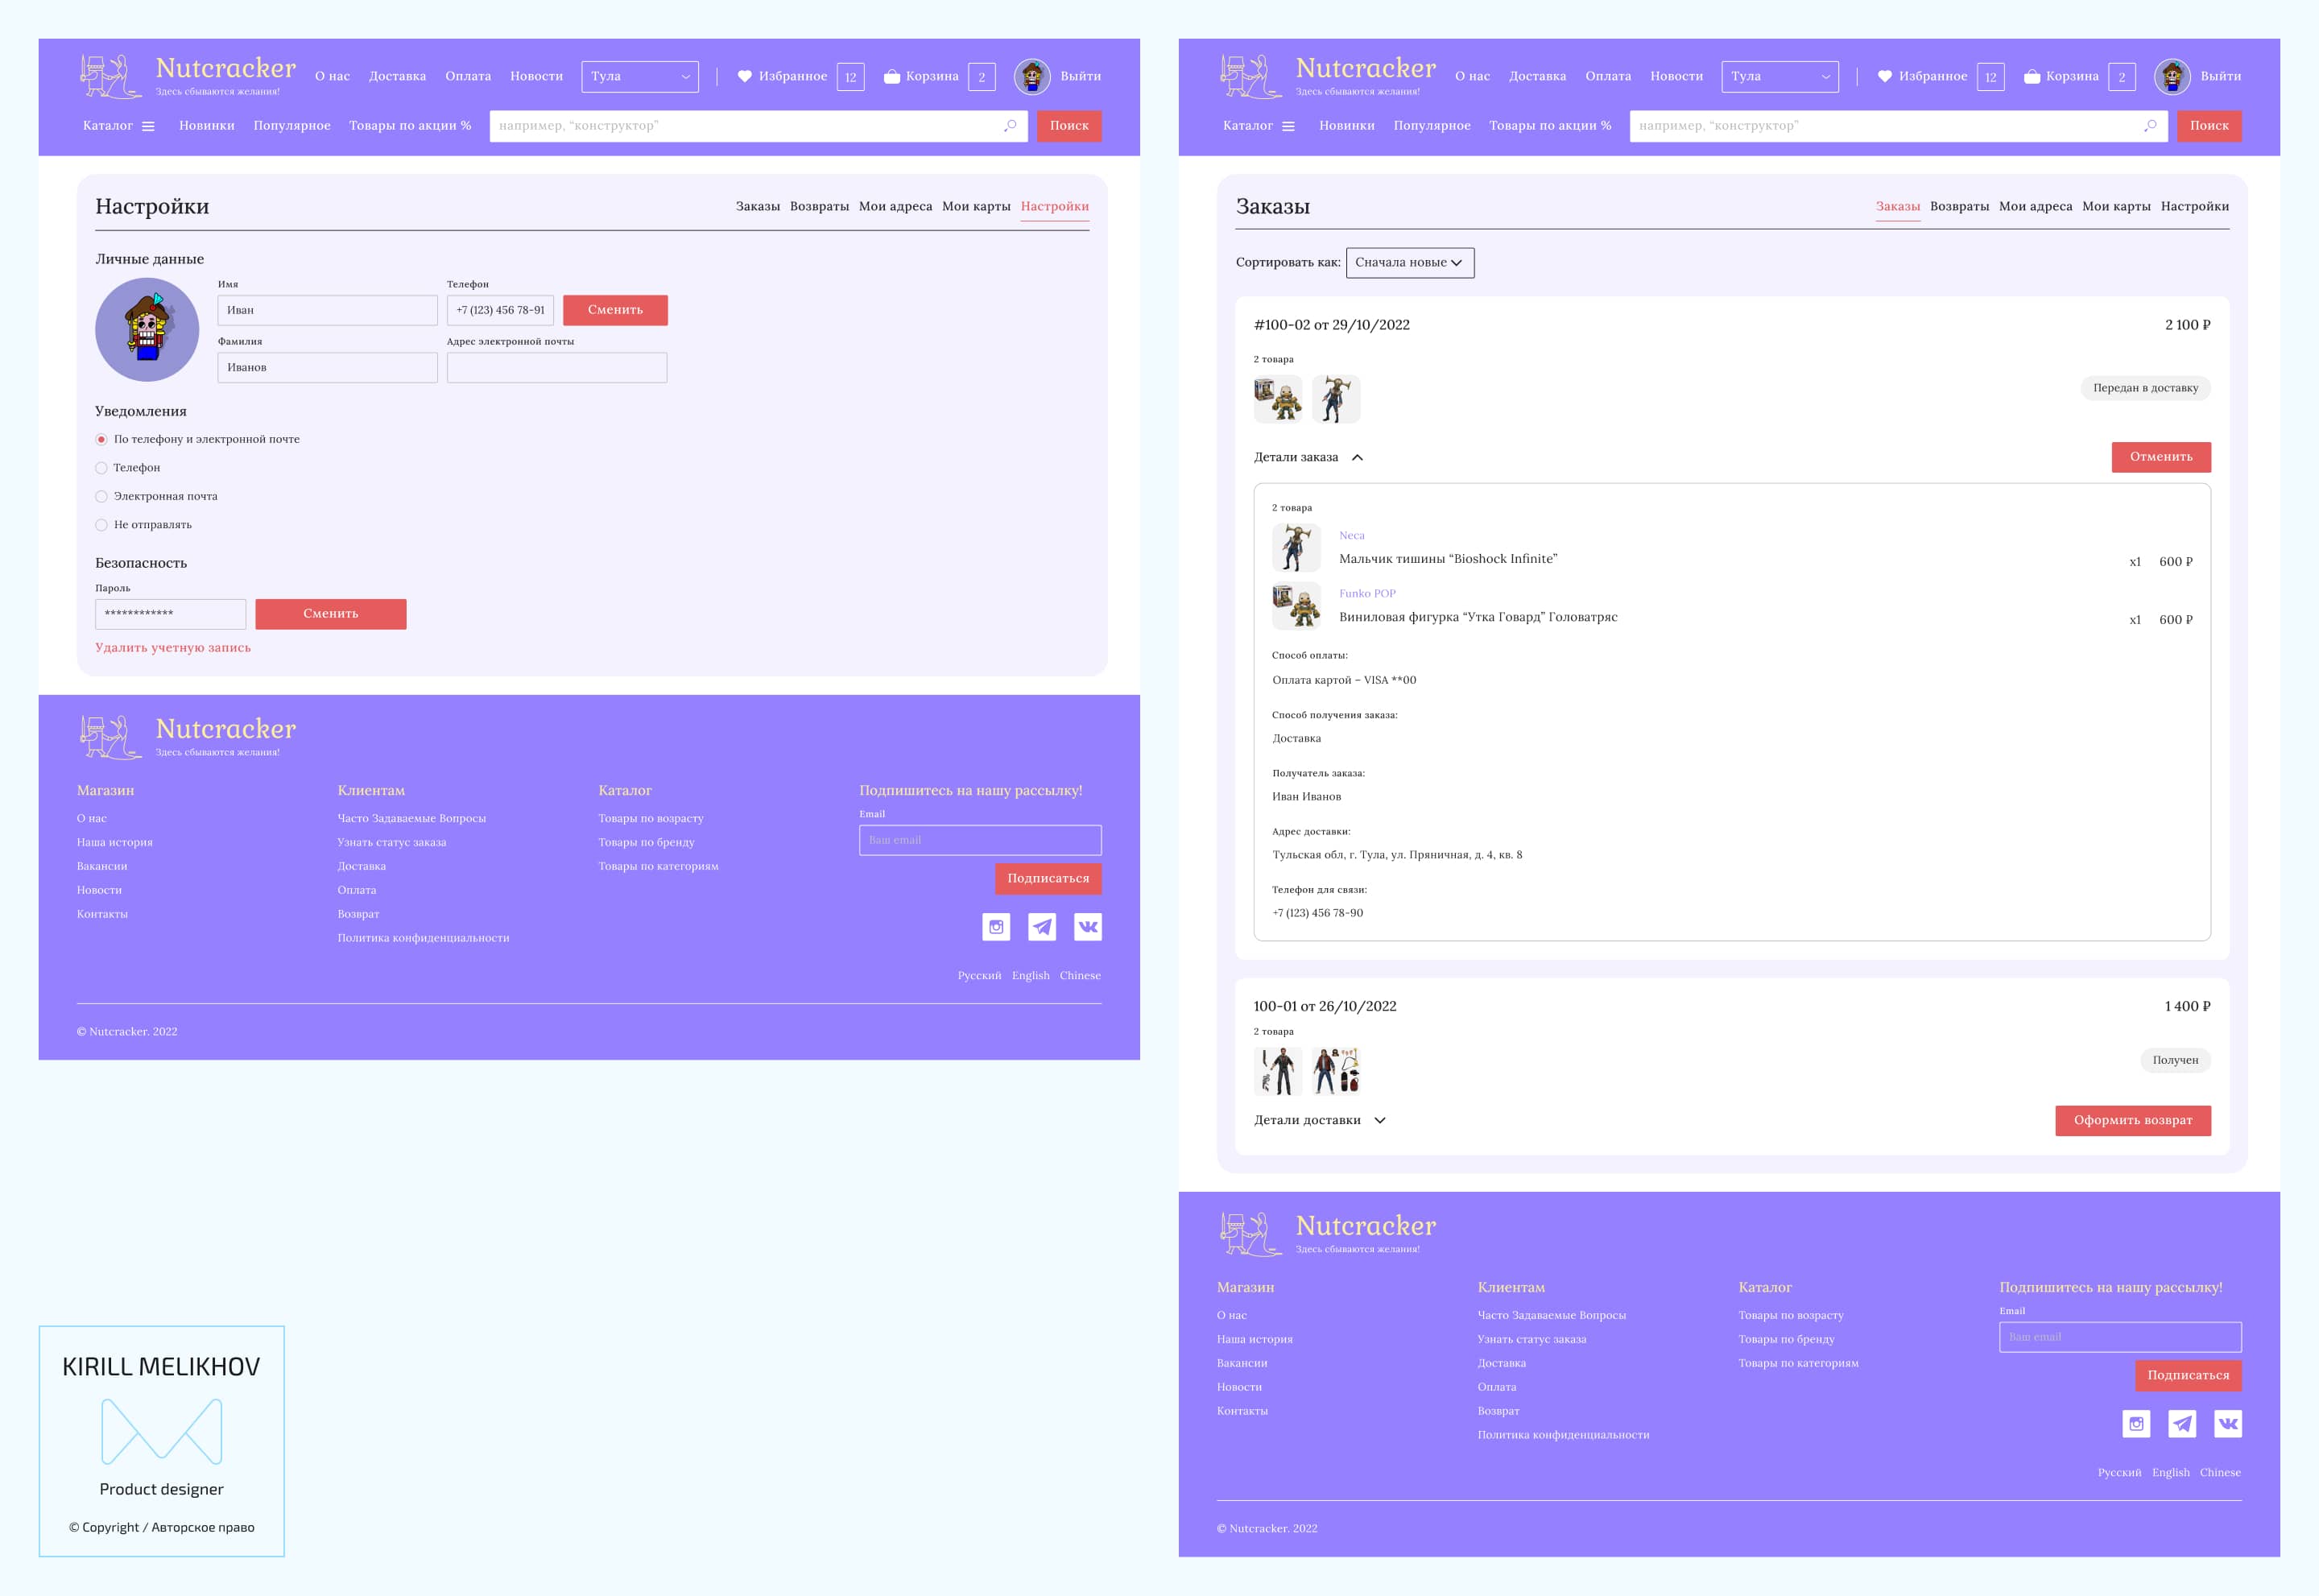 Nutcracker
Здесь сбываются желания!
О нас Доставка Оплата Новости Тула Избранное 12 Корзина 2 Выйти
Каталог Новинки Популярное Товары по акции % например, “конструктор” Поиск
Настройки
Заказы Возвраты Мои адреса Мои карты Настройки
Личные данные
Имя
Иван
Телефон
+7 (123) 456 78-91
Сменить
Фамилия
Иванов
Адрес электронной почты
Уведомления
По телефону и электронной почте
Телефон
Электронная почта
Не отправлять
Безопасность
Пароль
************
Сменить
Удалить учетную запись
Nutcracker
Здесь сбываются желания!
Магазин
О нас
Наша история
Вакансии
Новости
Контакты
Клиентам
Часто Задаваемые Вопросы
Узнать статус заказа
Доставка
Оплата
Возврат
Политика конфиденциальности
Каталог
Товары по возрасту
Товары по бренду
Товары по категориям
Подпишитесь на нашу рассылку!
Email
Ваш email
Подписаться
Русский English Chinese
© Nutcracker. 2022
KIRILL MELIKHOV
Product designer
© Copyright / Авторское право
Nutcracker
Здесь сбываются желания!
О нас Доставка Оплата Новости Тула Избранное 12 Корзина 2 Выйти
Каталог Новинки Популярное Товары по акции % например, “конструктор” Поиск
Заказы
Заказы Возвраты Мои адреса Мои карты Настройки
Сортировать как: Сначала новые
#100-02 от 29/10/2022 2 100 ₽
2 товара
Передан в доставку
Детали заказа
Отменить
2 товара
Neca
Мальчик тишины “Bioshock Infinite”
x1 600 ₽
Funko POP
Виниловая фигурка “Утка Говард” Головатряс
x1 600 ₽
Способ оплаты:
Оплата картой – VISA **00
Способ получения заказа:
Доставка
Получатель заказа:
Иван Иванов
Адрес доставки:
Тульская обл, г. Тула, ул. Пряничная, д. 4, кв. 8
Телефон для связи:
+7 (123) 456 78-90
100-01 от 26/10/2022 1 400 ₽
2 товара
Получен
Детали доставки
Оформить возврат
Nutcracker
Здесь сбываются желания!
Магазин
О нас
Наша история
Вакансии
Новости
Контакты
Клиентам
Часто Задаваемые Вопросы
Узнать статус заказа
Доставка
Оплата
Возврат
Политика конфиденциальности
Каталог
Товары по возрасту
Товары по бренду
Товары по категориям
Подпишитесь на нашу рассылку!
Email
Ваш email
Подписаться
Русский English Chinese
© Nutcracker. 2022